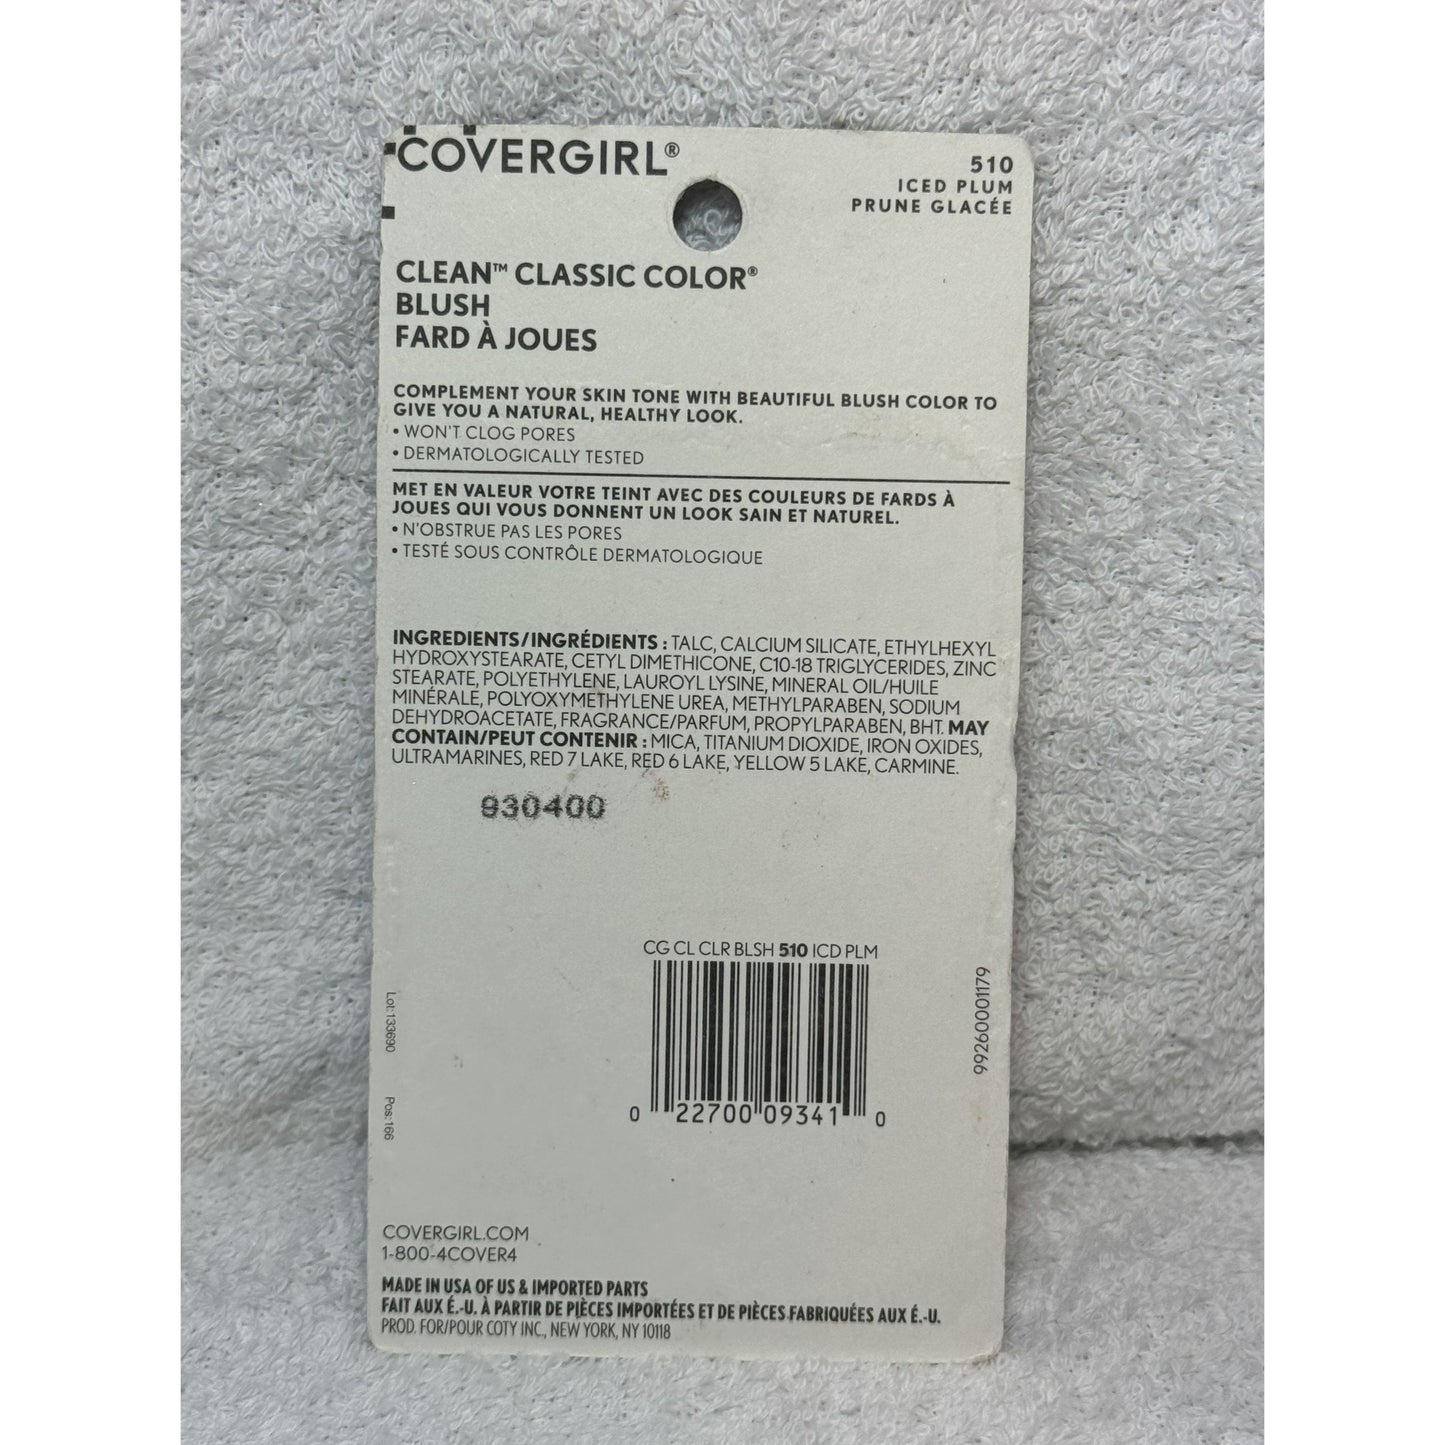 COVERGIRL®
510
ICED PLUM
PRUNE GLACÉE
CLEAN™ CLASSIC COLOR®
BLUSH
FARD À JOUES
COMPLEMENT YOUR SKIN TONE WITH BEAUTIFUL BLUSH COLOR TO
GIVE YOU A NATURAL, HEALTHY LOOK.
• WON'T CLOG PORES
• DERMATOLOGICALLY TESTED
MET EN VALEUR VOTRE TEINT AVEC DES COULEURS DE FARDS À
JOUES QUI VOUS DONNENT UN LOOK SAIN ET NATUREL.
• N'OBSTRUE PAS LES PORES
• TESTÉ SOUS CONTRÔLE DERMATOLOGIQUE
INGREDIENTS/INGRÉDIENTS : TALC, CALCIUM SILICATE, ETHYLHEXYL
HYDROXYSTEARATE, CETYL DIMETHICONE, C10-18 TRIGLYCERIDES, ZINC
STEARATE, POLYETHYLENE, LAUROYL LYSINE, MINERAL OIL/HUILE
MINÉRALE, POLYOXYMETHYLENE UREA, METHYLPARABEN, SODIUM
DEHYDROACETATE, FRAGRANCE/PARFUM, PROPYLPARABEN, BHT. MAY
CONTAIN/PEUT CONTENIR : MICA, TITANIUM DIOXIDE, IRON OXIDES,
ULTRAMARINES, RED 7 LAKE, RED 6 LAKE, YELLOW 5 LAKE, CARMINE.
930400
CG CL CLR BLSH 510 ICD PLM
0 22700 09341 0
99260001179
Lot:133690
Pos:166
COVERGIRL.COM
1-800-4COVER4
MADE IN USA OF US & IMPORTED PARTS
FAIT AUX É.-U. À PARTIR DE PIÈCES IMPORTÉES ET DE PIÈCES FABRIQUÉES AUX É.-U.
PROD. FOR/POUR COTY INC., NEW YORK, NY 10118